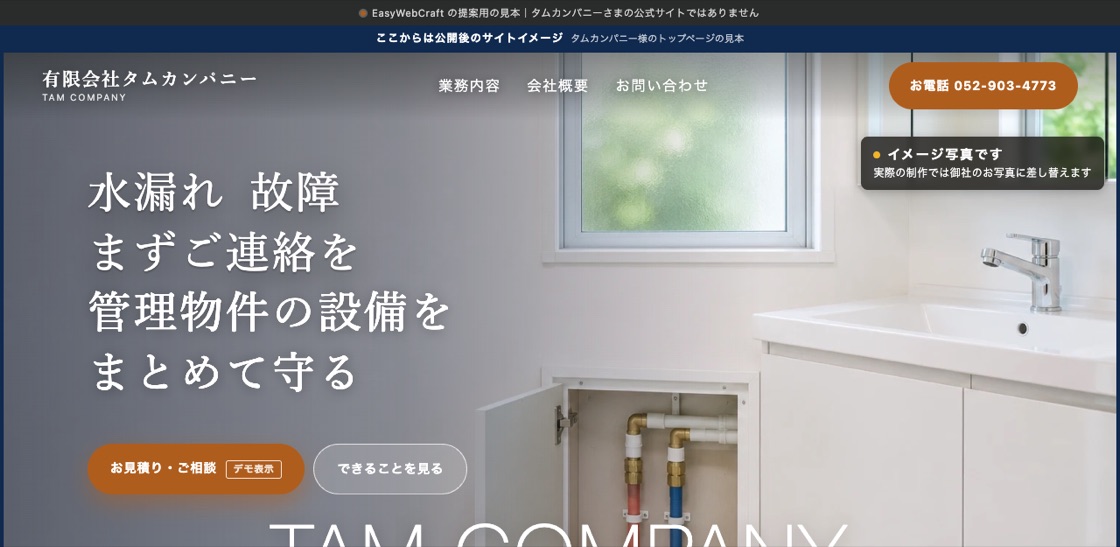 EasyWebCraft の提案用の見本｜タムカンパニーさまの公式サイトではありません
ここからは公開後のサイトイメージ タムカンパニー様のトップページの見本
有限会社タムカンパニー
TAM COMPANY
業務内容 会社概要 お問い合わせ
お電話 052-903-4773
イメージ写真です
実際の制作では御社のお写真に差し替えます
水漏れ 故障
まずご連絡を
管理物件の設備を
まとめて守る
お見積り・ご相談 デモ表示
できることを見る
TAM COMPANY